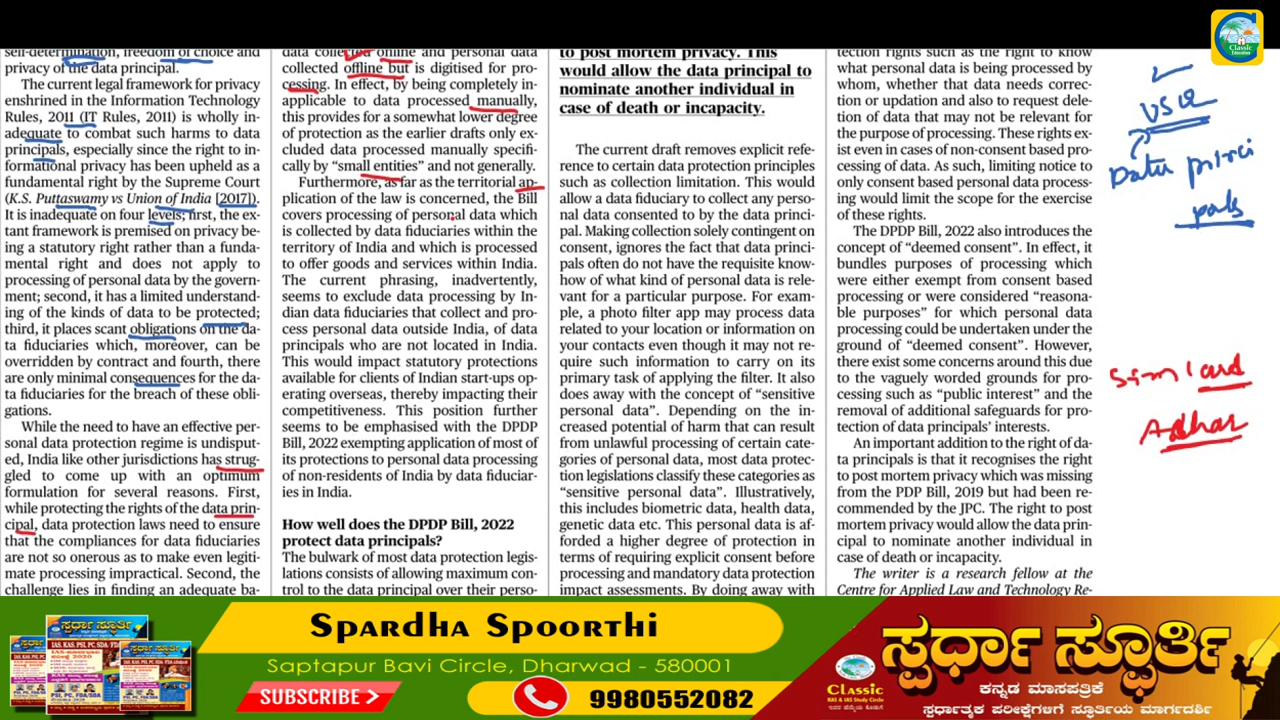 self-determination, freedom of choice and
privacy of the data principal.
The current legal framework for privacy
enshrined in the Information Technology
Rules, 2011 (IT Rules, 2011) is wholly in-
adequate to combat such harms to data
principals, especially since the right to in-
formational privacy has been upheld as a
fundamental right by the Supreme Court
(K.S. Puttaswamy vs Union of India [2017]).
It is inadequate on four levels; first, the ex-
tant framework is premised on privacy be-
ing a statutory right rather than a funda-
mental right and does not apply to
processing of personal data by the govern-
ment; second, it has a limited understand-
ing of the kinds of data to be protected;
third, it places scant obligations on the da-
ta fiduciaries which, moreover, can be
overridden by contract and fourth, there
are only minimal consequences for the da-
ta fiduciaries for the breach of these obli-
gations.
While the need to have an effective per-
sonal data protection regime is undisput-
ed, India like other jurisdictions has strug-
gled to come up with an optimum
formulation for several reasons. First,
while protecting the rights of the data prin-
cipal, data protection laws need to ensure
that the compliances for data fiduciaries
are not so onerous as to make even legiti-
mate processing impractical. Second, the
challenge lies in finding an adequate ba-
data collected online and personal data
collected offline but is digitised for pro-
cessing. In effect, by being completely in-
applicable to data processed manually,
this provides for a somewhat lower degree
of protection as the earlier drafts only ex-
cluded data processed manually specifi-
cally by “small entities” and not generally.
Furthermore, as far as the territorial ap-
plication of the law is concerned, the Bill
covers processing of personal data which
is collected by data fiduciaries within the
territory of India and which is processed
to offer goods and services within India.
The current phrasing, inadvertently,
seems to exclude data processing by In-
dian data fiduciaries that collect and pro-
cess personal data outside India, of data
principals who are not located in India.
This would impact statutory protections
available for clients of Indian start-ups op-
erating overseas, thereby impacting their
competitiveness. This position further
seems to be emphasised with the DPDP
Bill, 2022 exempting application of most of
its protections to personal data processing
of non-residents of India by data fiduciar-
ies in India.
How well does the DPDP Bill, 2022
protect data principals?
The bulwark of most data protection legis-
lations consists of allowing maximum con-
trol to the data principal over their perso-
to post mortem privacy. This
would allow the data principal to
nominate another individual in
case of death or incapacity.
The current draft removes explicit refe-
rence to certain data protection principles
such as collection limitation. This would
allow a data fiduciary to collect any perso-
nal data consented to by the data princi-
pal. Making collection solely contingent on
consent, ignores the fact that data princi-
pals often do not have the requisite know-
how of what kind of personal data is rele-
vant for a particular purpose. For exam-
ple, a photo filter app may process data
related to your location or information on
your contacts even though it may not re-
quire such information to carry on its
primary task of applying the filter. It also
does away with the concept of “sensitive
personal data”. Depending on the in-
creased potential of harm that can result
from unlawful processing of certain cate-
gories of personal data, most data protec-
tion legislations classify these categories as
“sensitive personal data”. Illustratively,
this includes biometric data, health data,
genetic data etc. This personal data is af-
forded a higher degree of protection in
terms of requiring explicit consent before
processing and mandatory data protection
impact assessments. By doing away with
tection rights such as the right to know
what personal data is being processed by
whom, whether that data needs correc-
tion or updation and also to request dele-
tion of data that may not be relevant for
the purpose of processing. These rights ex-
ist even in cases of non-consent based pro-
cessing of data. As such, limiting notice to
only consent based personal data process-
ing would limit the scope for the exercise
of these rights.
The DPDP Bill, 2022 also introduces the
concept of “deemed consent”. In effect, it
bundles purposes of processing which
were either exempt from consent based
processing or were considered “reasona-
ble purposes” for which personal data
processing could be undertaken under the
ground of “deemed consent”. However,
there exist some concerns around this due
to the vaguely worded grounds for pro-
cessing such as “public interest” and the
removal of additional safeguards for pro-
tection of data principals’ interests.
An important addition to the right of da-
ta principals is that it recognises the right
to post mortem privacy which was missing
from the PDP Bill, 2019 but had been re-
commended by the JPC. The right to post
mortem privacy would allow the data prin-
cipal to nominate another individual in
case of death or incapacity.
The writer is a research fellow at the
Centre for Applied Law and Technology Re-
Data princi
pals
Adhar
Classic
Education
Spardha Spoorthi
Saptapur Bavi Circle Dharwad - 580001
SUBSCRIBE >
9980552082
Classic
KAS & IAS Study Circle
ಸ್ಪರ್ಧಾ ಸ್ಫೂರ್ತಿ
ಕನ್ನಡ ಮಾಸಪತ್ರಿಕೆ
ಸ್ಪರ್ಧಾತ್ಮಕ ಪರೀಕ್ಷೆಗಳಿಗೆ ಸ್ಫೂರ್ತಿಯ ಮಾರ್ಗದರ್ಶಿ